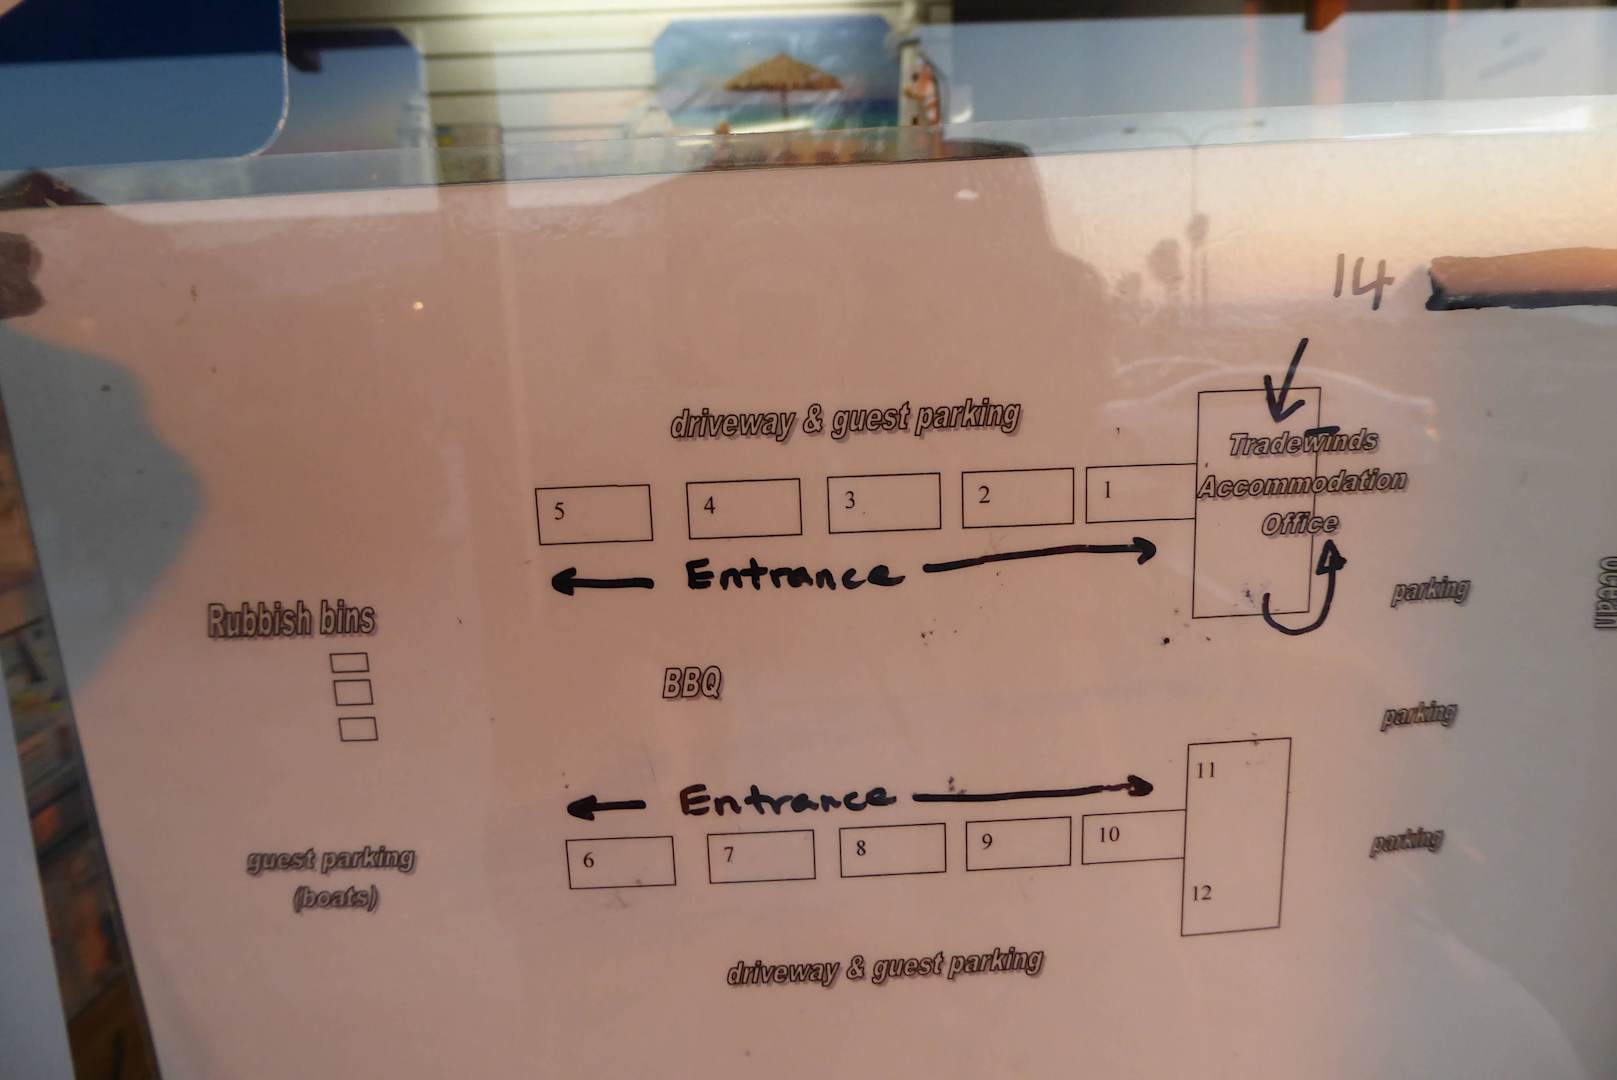 14
driveway & guest parking
Tradewinds
Accommodation
Office
5 4 3 2 1
← Entrance →
parking
ocean
Rubbish bins
BBQ
parking
11
← Entrance →
parking
6 7 8 9 10
guest parking
(boats)
12
driveway & guest parking